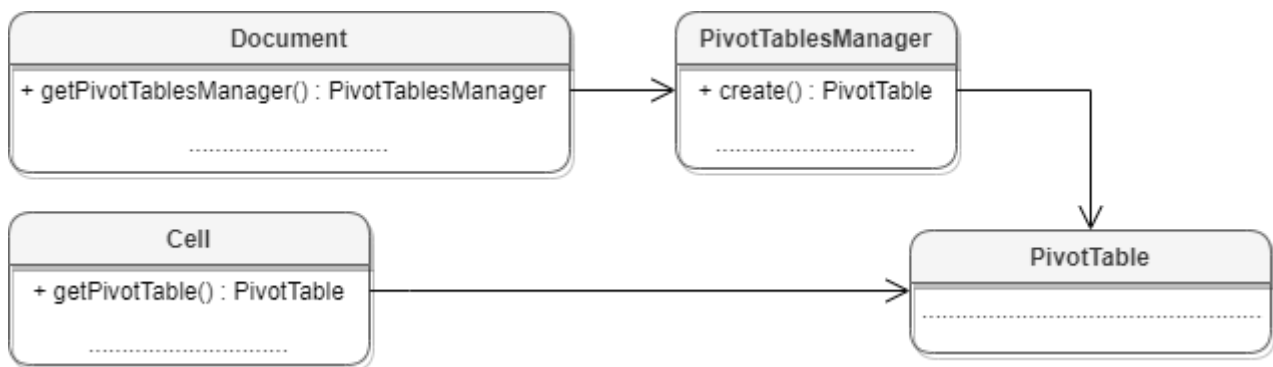 Document
+ getPivotTablesManager() : PivotTablesManager
................................
PivotTablesManager
+ create() : PivotTable
................................
Cell
+ getPivotTable() : PivotTable
................................
PivotTable
......................................................